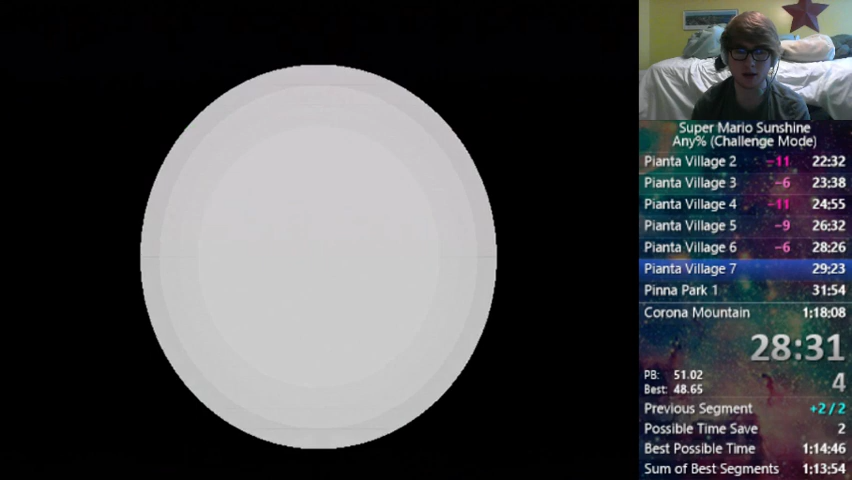 Super Mario Sunshine
Any% (Challenge Mode)
Pianta Village 2 -11 22:32
Pianta Village 3 -6 23:38
Pianta Village 4 -11 24:55
Pianta Village 5 -9 26:32
Pianta Village 6 -6 28:26
Pianta Village 7 29:23
Pinna Park 1 31:54
Corona Mountain 1:18:08
28:31
PB: 51.02 4
Best: 48.65
Previous Segment +2 / 2
Possible Time Save 2
Best Possible Time 1:14:46
Sum of Best Segments 1:13:54